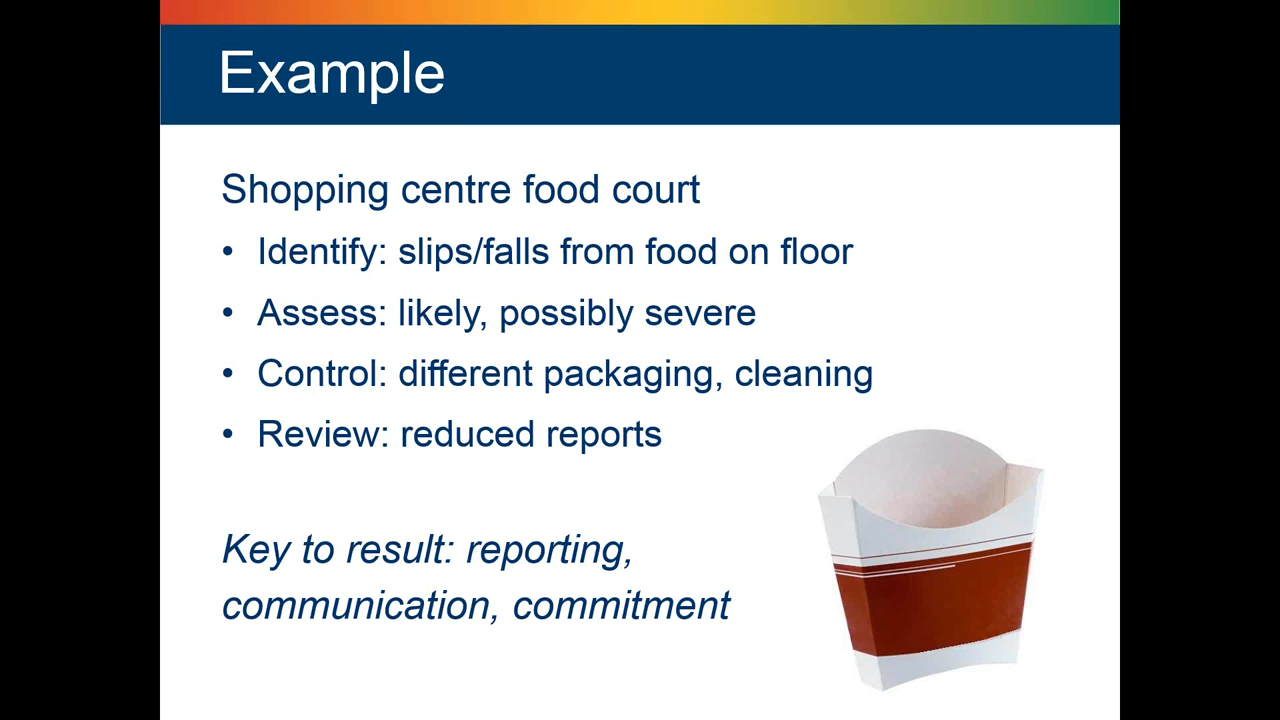 Example
Shopping centre food court
• Identify: slips/falls from food on floor
• Assess: likely, possibly severe
• Control: different packaging, cleaning
• Review: reduced reports
Key to result: reporting,
communication, commitment